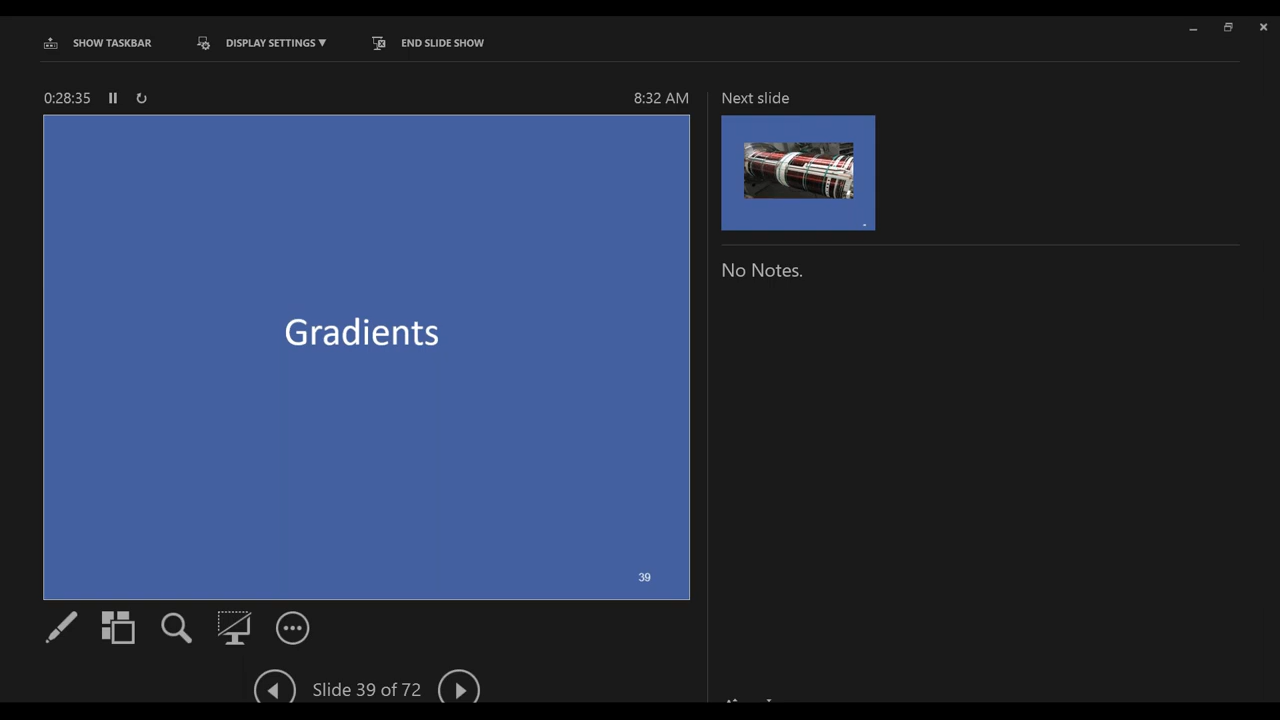 SHOW TASKBAR
DISPLAY SETTINGS ▼
END SLIDE SHOW
0:28:35
8:32 AM
Next slide
Gradients
39
No Notes.
Slide 39 of 72